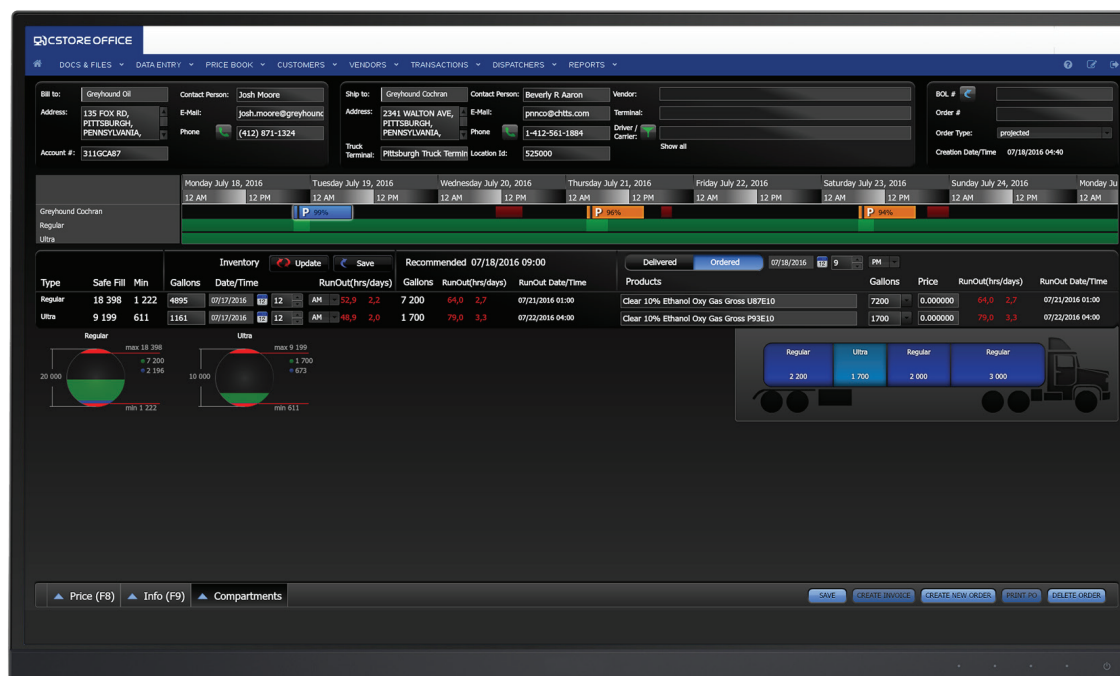 CSTOREOFFICE
DOCS & FILES DATA ENTRY PRICE BOOK CUSTOMERS VENDORS TRANSACTIONS DISPATCHERS REPORTS
Bill to: Greyhound Oil Contact Person: Josh Moore Ship to: Greyhound Cochran Contact Person: Beverly R Aaron Vendor: BOL #
Address: 135 FOX RD, PITTSBURGH, PENNSYLVANIA, E-Mail: josh.moore@greyhounc Address: 2341 WALTON AVE, PITTSBURGH, PENNSYLVANIA, E-Mail: pnnco@chtts.com Terminal: Order #
Phone (412) 871-1324 Phone 1-412-561-1884 Driver / Carrier: Order Type: projected
Show all
Account #: 311GCA87 Truck Terminal: Pittsburgh Truck Termin Location Id: 525000 Creation Date/Time 07/18/2016 04:40
Monday July 18, 2016 Tuesday July 19, 2016 Wednesday July 20, 2016 Thursday July 21, 2016 Friday July 22, 2016 Saturday July 23, 2016 Sunday July 24, 2016 Monday Ju
12 AM 12 PM 12 AM 12 PM 12 AM 12 PM 12 AM 12 PM 12 AM 12 PM 12 AM 12 PM 12 AM 12 PM 12 AM
Greyhound Cochran P 99% P 96% P 94%
Regular
Ultra
Inventory Update Save Recommended 07/18/2016 09:00 Delivered Ordered 07/18/2016 12 9 PM
Type Safe Fill Min Gallons Date/Time RunOut(hrs/days) Gallons RunOut(hrs/days) RunOut Date/Time Products Gallons Price RunOut(hrs/days) RunOut Date/Time
Regular 18 398 1 222 4895 07/17/2016 12 12 AM 52,9 2,2 7 200 64,0 2,7 07/21/2016 01:00 Clear 10% Ethanol Oxy Gas Gross U87E10 7200 0.000000 64,0 2,7 07/21/2016 01:00
Ultra 9 199 611 1161 07/17/2016 12 12 AM 48,9 2,0 1 700 79,0 3,3 07/22/2016 04:00 Clear 10% Ethanol Oxy Gas Gross P93E10 1700 0.000000 79,0 3,3 07/22/2016 04:00
Regular Ultra
max 18 398 max 9 199
7 200 1 700
2 196 673
20 000 10 000
min 1 222 min 611
Regular Ultra Regular Regular
2 200 1 700 2 000 3 000
Price (F8) Info (F9) Compartments SAVE CREATE INVOICE CREATE NEW ORDER PRINT PO DELETE ORDER